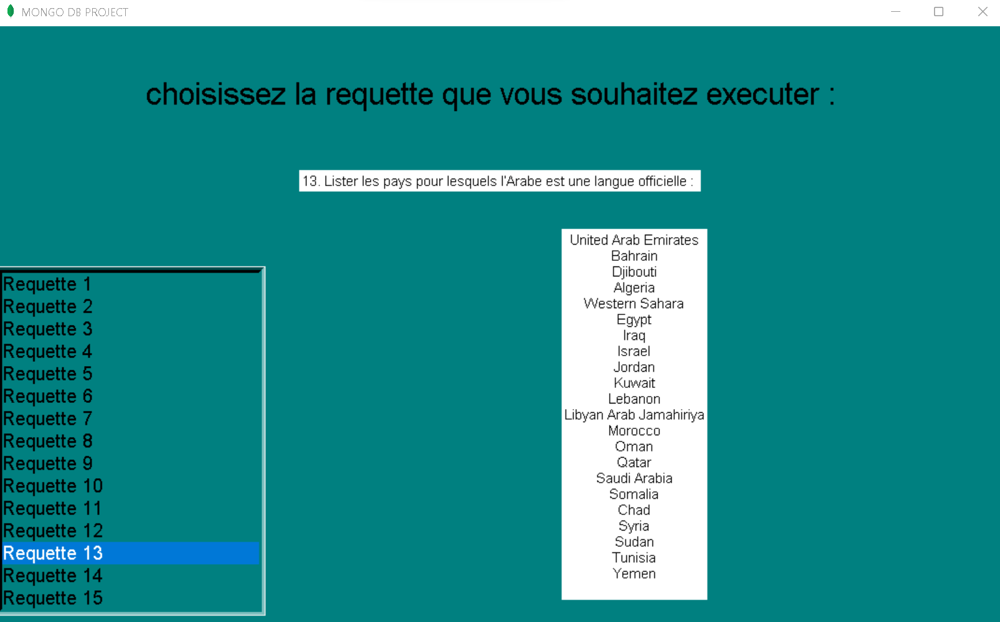 MONGO DB PROJECT
choisissez la requette que vous souhaitez executer :
13. Lister les pays pour lesquels l'Arabe est une langue officielle :
United Arab Emirates
Bahrain
Djibouti
Algeria
Western Sahara
Egypt
Iraq
Israel
Jordan
Kuwait
Lebanon
Libyan Arab Jamahiriya
Morocco
Oman
Qatar
Saudi Arabia
Somalia
Chad
Syria
Sudan
Tunisia
Yemen
Requette 1
Requette 2
Requette 3
Requette 4
Requette 5
Requette 6
Requette 7
Requette 8
Requette 9
Requette 10
Requette 11
Requette 12
Requette 13
Requette 14
Requette 15